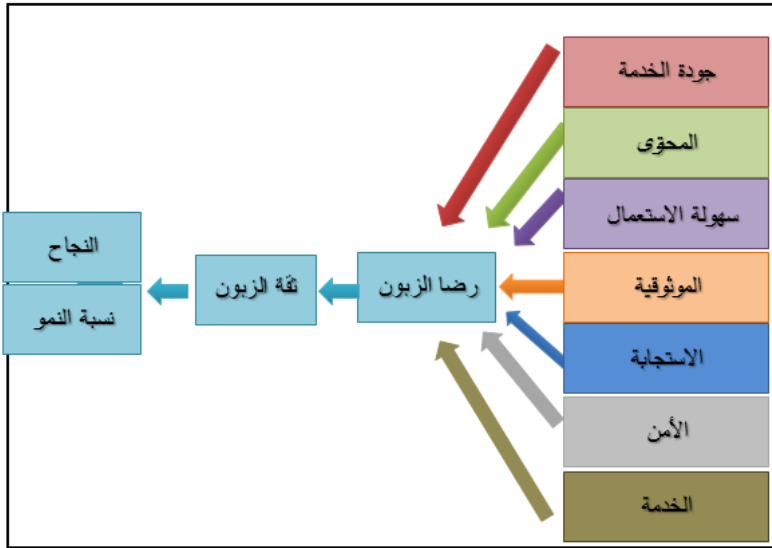 جودة الخدمة
المحتوى
سهولة الاستعمال
الموثوقية
الاستجابة
الأمن
الخدمة
رضا الزبون
ثقة الزبون
النجاح
نسبة النمو